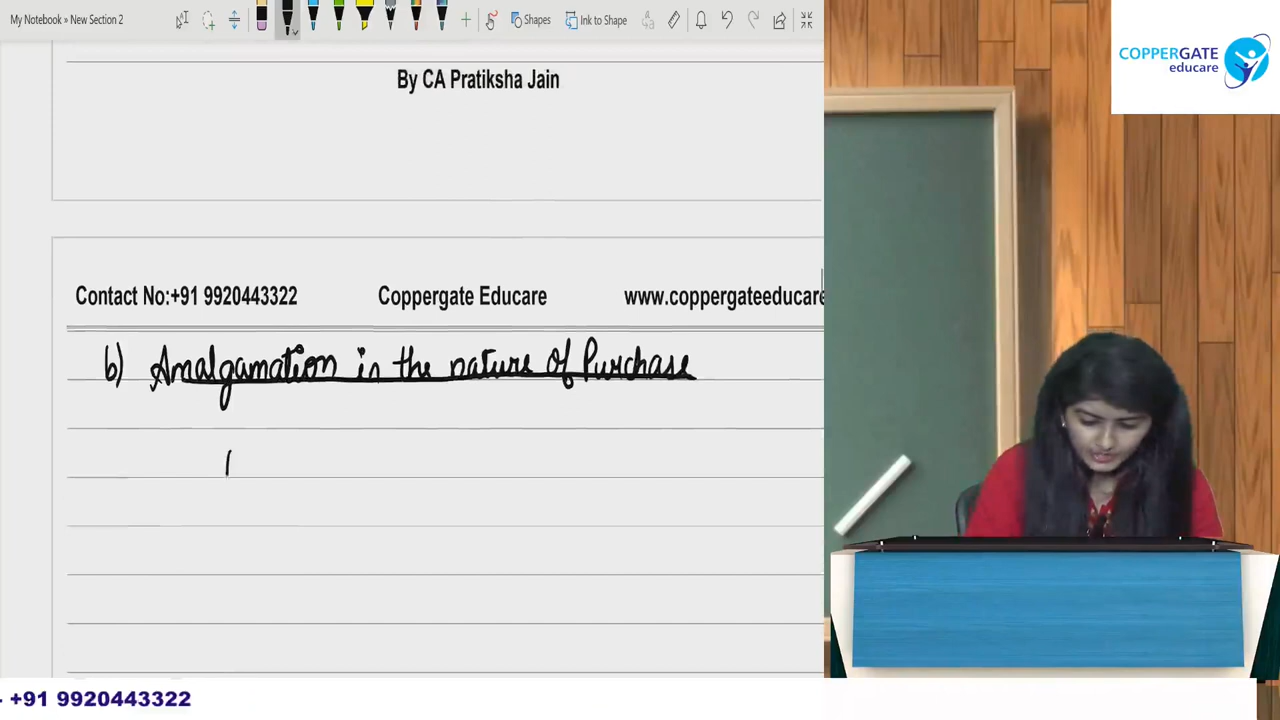 My Notebook » New Section 2
Shapes
Ink to Shape
COPPERGATE
educare
By CA Pratiksha Jain
Contact No:+91 9920443322 Coppergate Educare www.coppergateeducare
b) Amalgamation in the nature of Purchase
- +91 9920443322